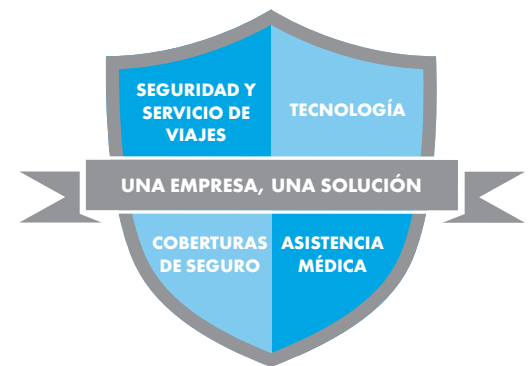 SEGURIDAD Y
SERVICIO DE
VIAJES
TECNOLOGÍA
UNA EMPRESA, UNA SOLUCIÓN
COBERTURAS
DE SEGURO
ASISTENCIA
MÉDICA